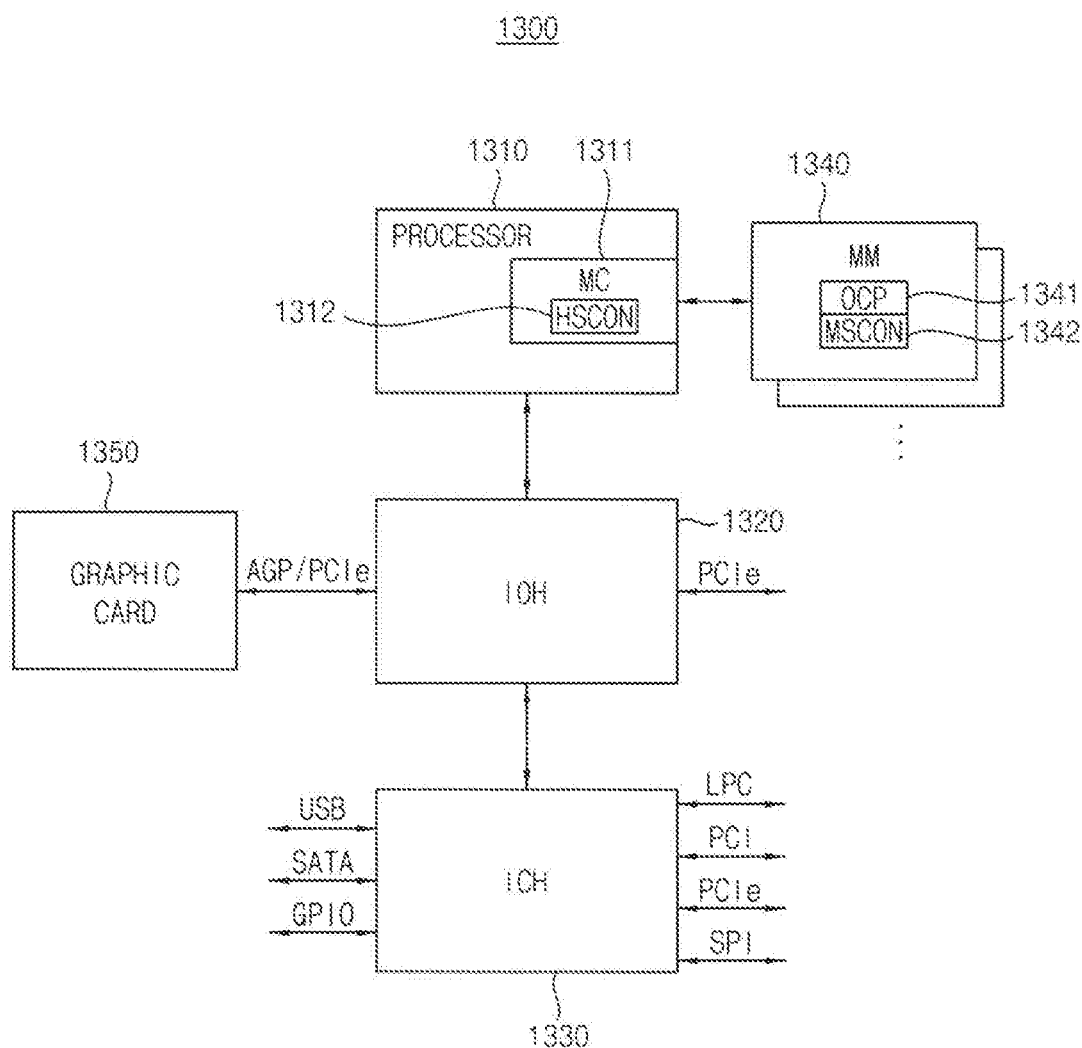 1300
1310
1311
1340
PROCESSOR
MC
HSCON
1312
MM
OCP
MSCON
1341
1342
1350
GRAPHIC
CARD
AGP/PCIe
IOH
1320
PCIe
USB
SATA
GPIO
ICH
LPC
PCI
PCIe
SPI
1330